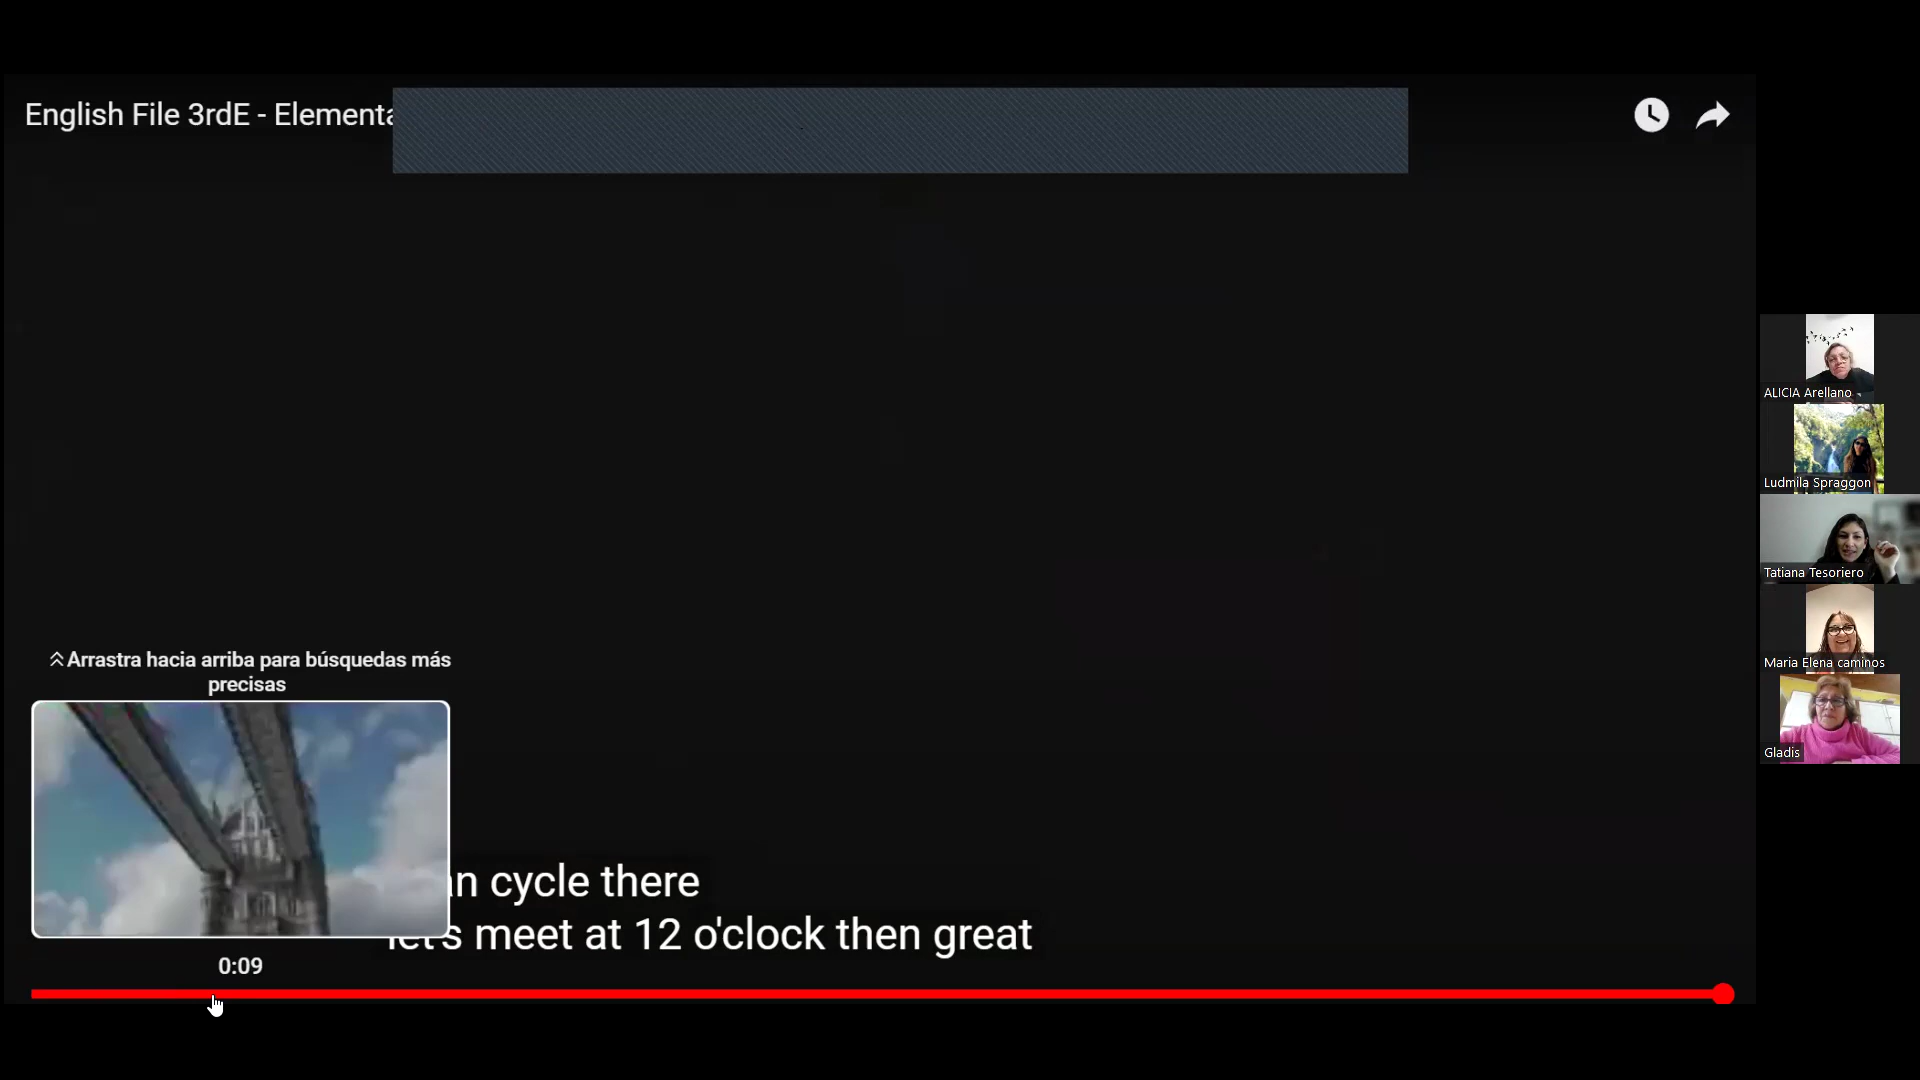 English File 3rdE - Elementa
ALICIA Arellano
Ludmila Spraggon
Tatiana Tesoriero
Maria Elena caminos
Gladis
Arrastra hacia arriba para búsquedas más
precisas
cycle there
meet at 12 o'clock then great
0:09